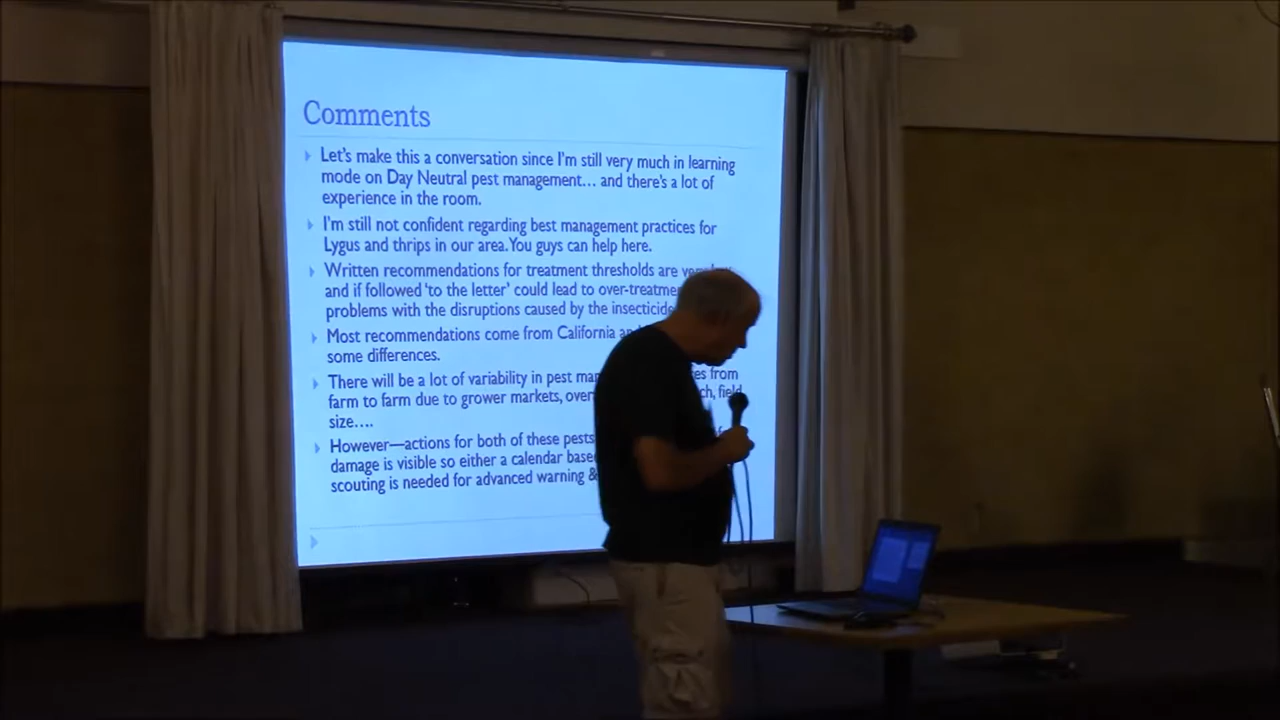 Comments
Let's make this a conversation since I'm still very much in learning
mode on Day Neutral pest management... and there's a lot of
experience in the room.
I'm still not confident regarding best management practices for
Lygus and thrips in our area. You guys can help here.
Written recommendations for treatment thresholds are
and if followed 'to the letter' could lead to
problems with the disruptions caused by the
Most recommendations come from California
some differences.
There will be a lot of variability in pest from
farm to farm due to grower markets, field
size....
However—actions for both of these pests
damage is visible so either a calendar
scouting is needed for advanced warning &